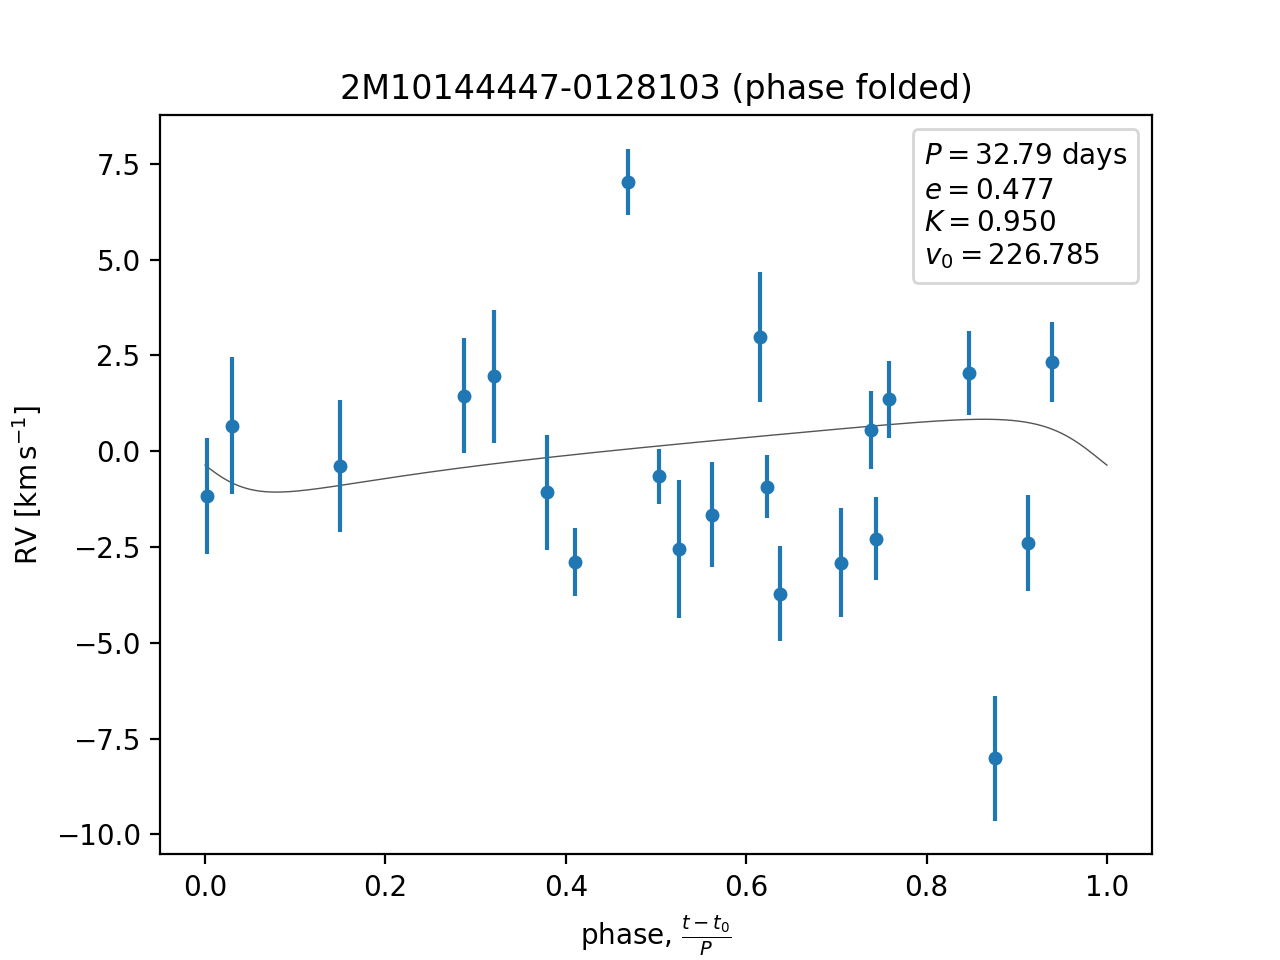 2M10144447-0128103 (phase folded)
P = 32.79 days
e = 0.477
K = 0.950
v₀ = 226.785
RV [km s⁻¹]
7.5
5.0
2.5
0.0
−2.5
−5.0
−7.5
−10.0
0.0 0.2 0.4 0.6 0.8 1.0
phase, (t − t₀)/P